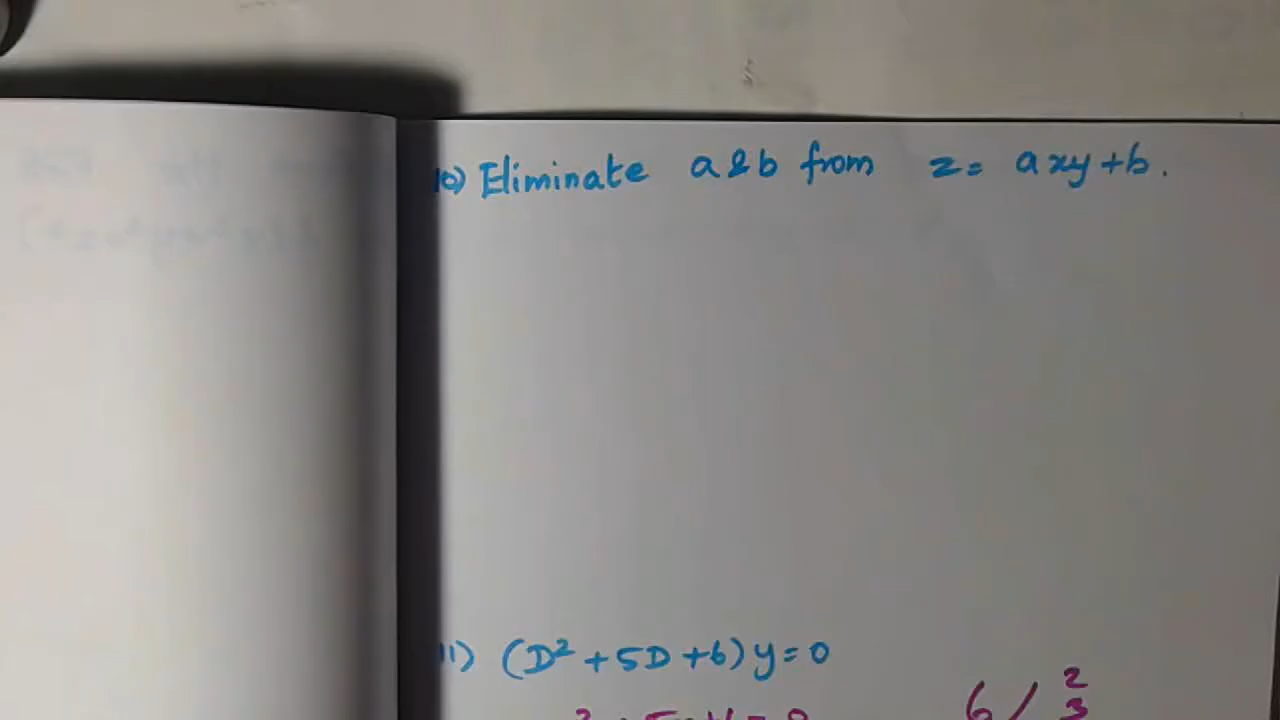 10) Eliminate a & b from z = axy + b.
11) (D² + 5D + 6) y = 0
6 / 2
3